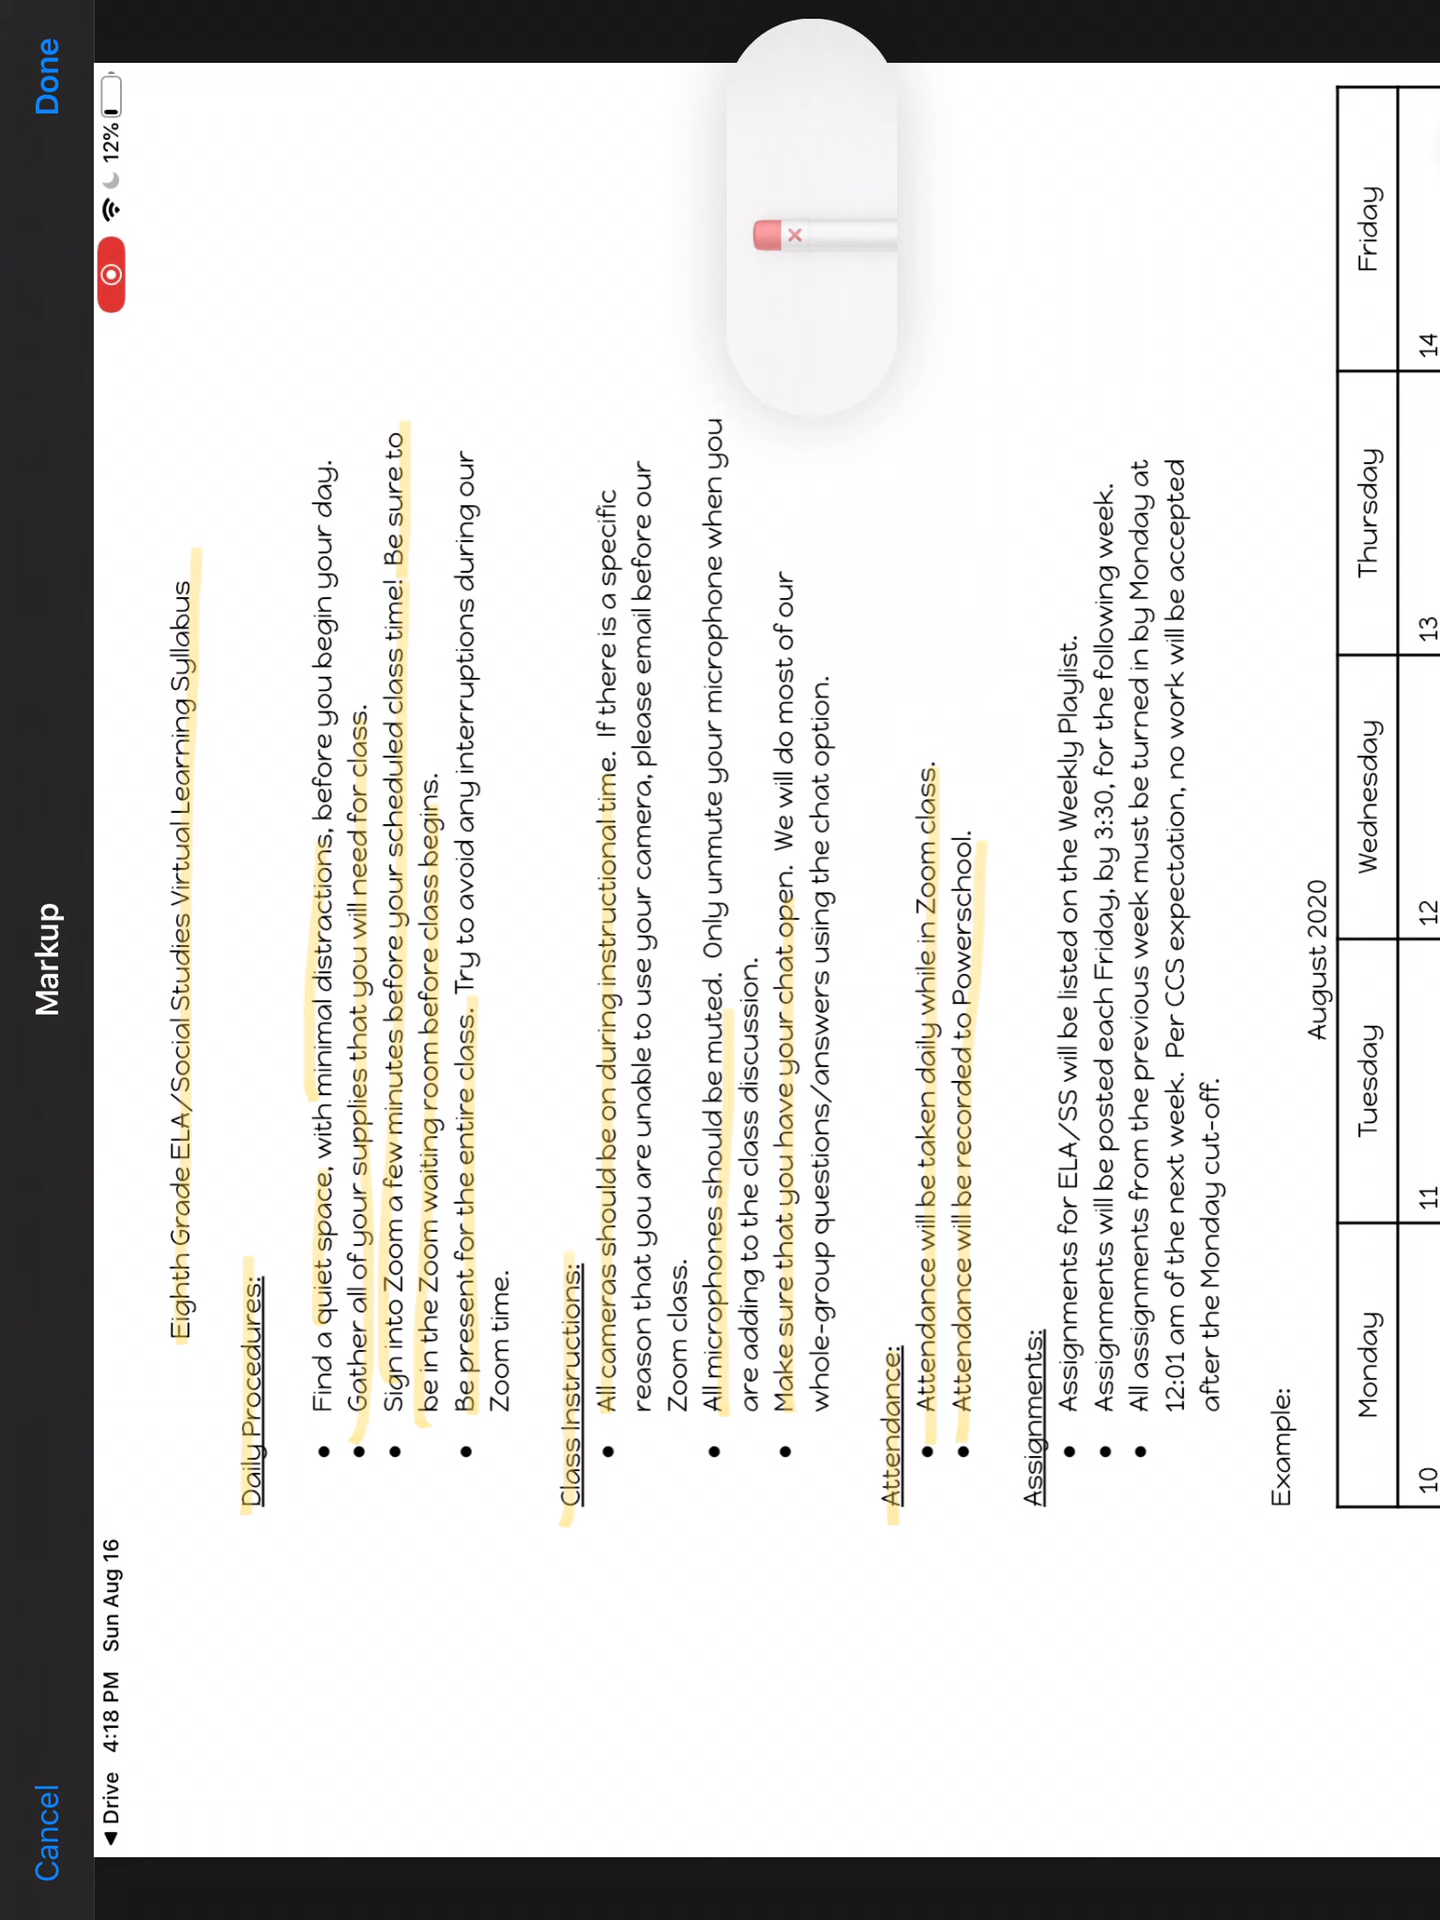 Cancel Markup Done
Drive 4:18 PM Sun Aug 16 12%
Eighth Grade ELA/Social Studies Virtual Learning Syllabus
Daily Procedures:
● Find a quiet space, with minimal distractions, before you begin your day.
● Gather all of your supplies that you will need for class.
● Sign into Zoom a few minutes before your scheduled class time! Be sure to
be in the Zoom waiting room before class begins.
● Be present for the entire class. Try to avoid any interruptions during our
Zoom time.
Class Instructions:
● All cameras should be on during instructional time. If there is a specific
reason that you are unable to use your camera, please email before our
Zoom class.
● All microphones should be muted. Only unmute your microphone when you
are adding to the class discussion.
● Make sure that you have your chat open. We will do most of our
whole-group questions/answers using the chat option.
Attendance:
● Attendance will be taken daily while in Zoom class.
● Attendance will be recorded to Powerschool.
Assignments:
● Assignments for ELA/SS will be listed on the Weekly Playlist.
● Assignments will be posted each Friday, by 3:30, for the following week.
● All assignments from the previous week must be turned in by Monday at
12:01 am of the next week. Per CCS expectation, no work will be accepted
after the Monday cut-off.
Example:
August 2020
Monday Tuesday Wednesday Thursday Friday
10 11 12 13 14